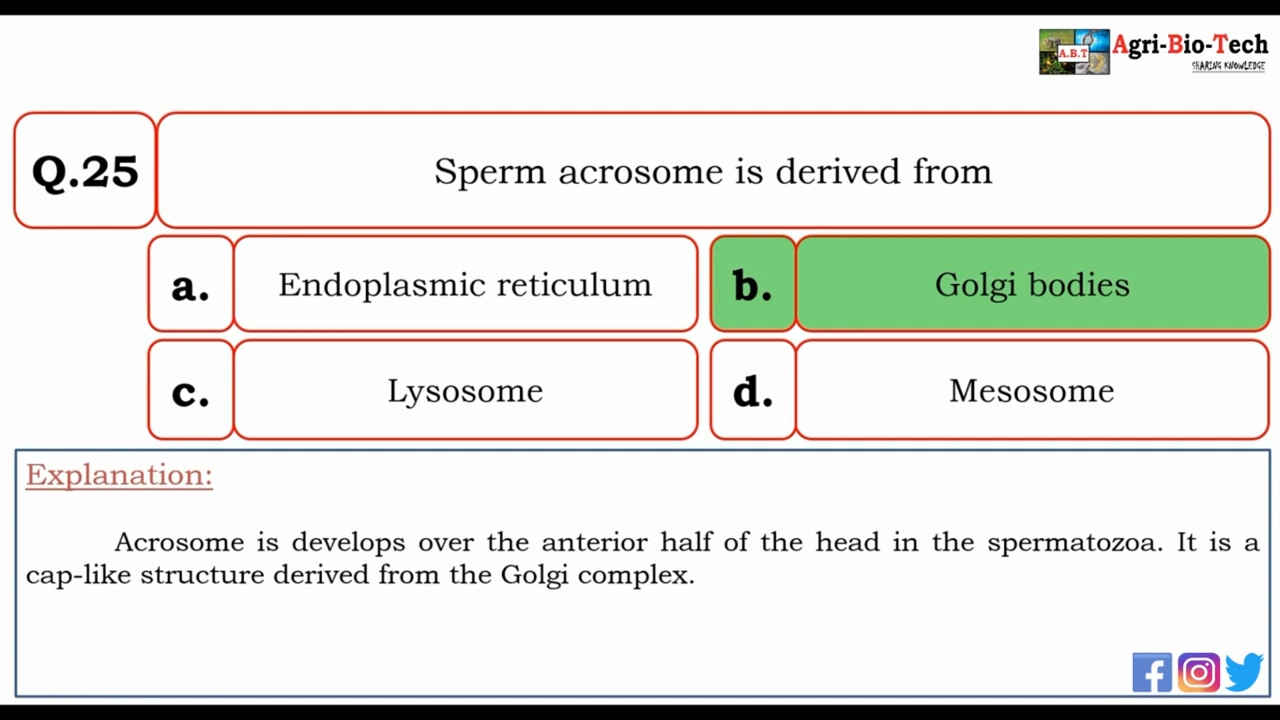 A.B.T
Agri-Bio-Tech
SHARING KNOWLEDGE
Q.25
Sperm acrosome is derived from
a.
Endoplasmic reticulum
b.
Golgi bodies
c.
Lysosome
d.
Mesosome
Explanation:
Acrosome is develops over the anterior half of the head in the spermatozoa. It is a
cap-like structure derived from the Golgi complex.